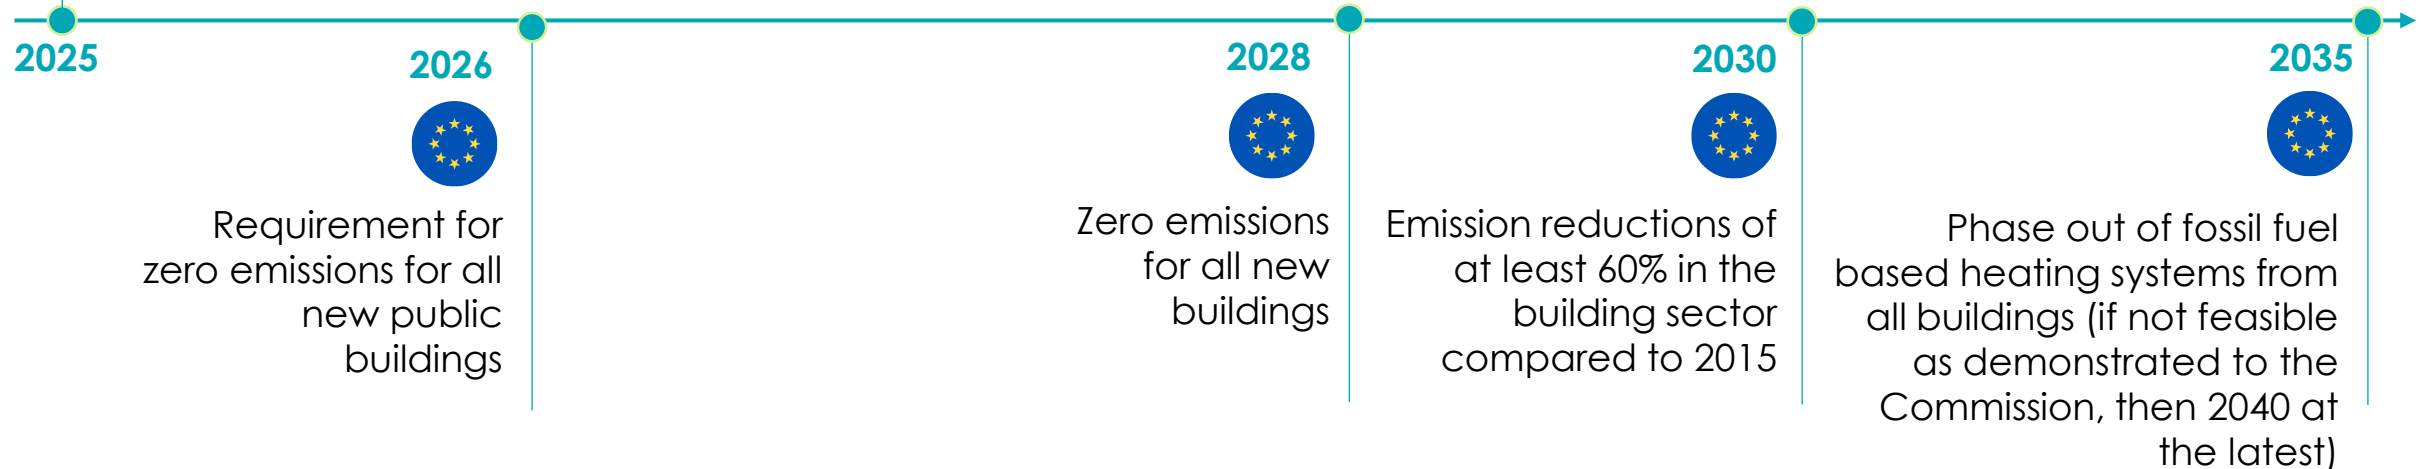 2025
2026
Requirement for
zero emissions for all
new public
buildings
2028
Zero emissions
for all new
buildings
2030
Emission reductions of
at least 60% in the
building sector
compared to 2015
2035
Phase out of fossil fuel
based heating systems from
all buildings (if not feasible
as demonstrated to the
Commission, then 2040 at
the latest)